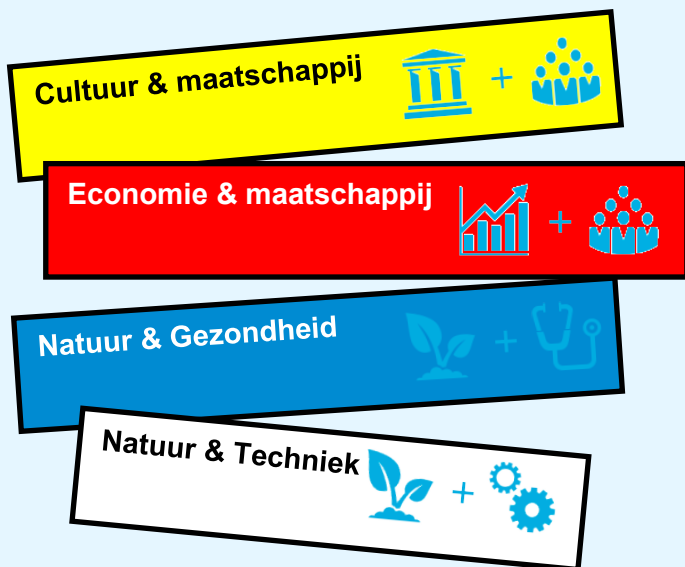 Cultuur & maatschappij
Economie & maatschappij
Natuur & Gezondheid
Natuur & Techniek